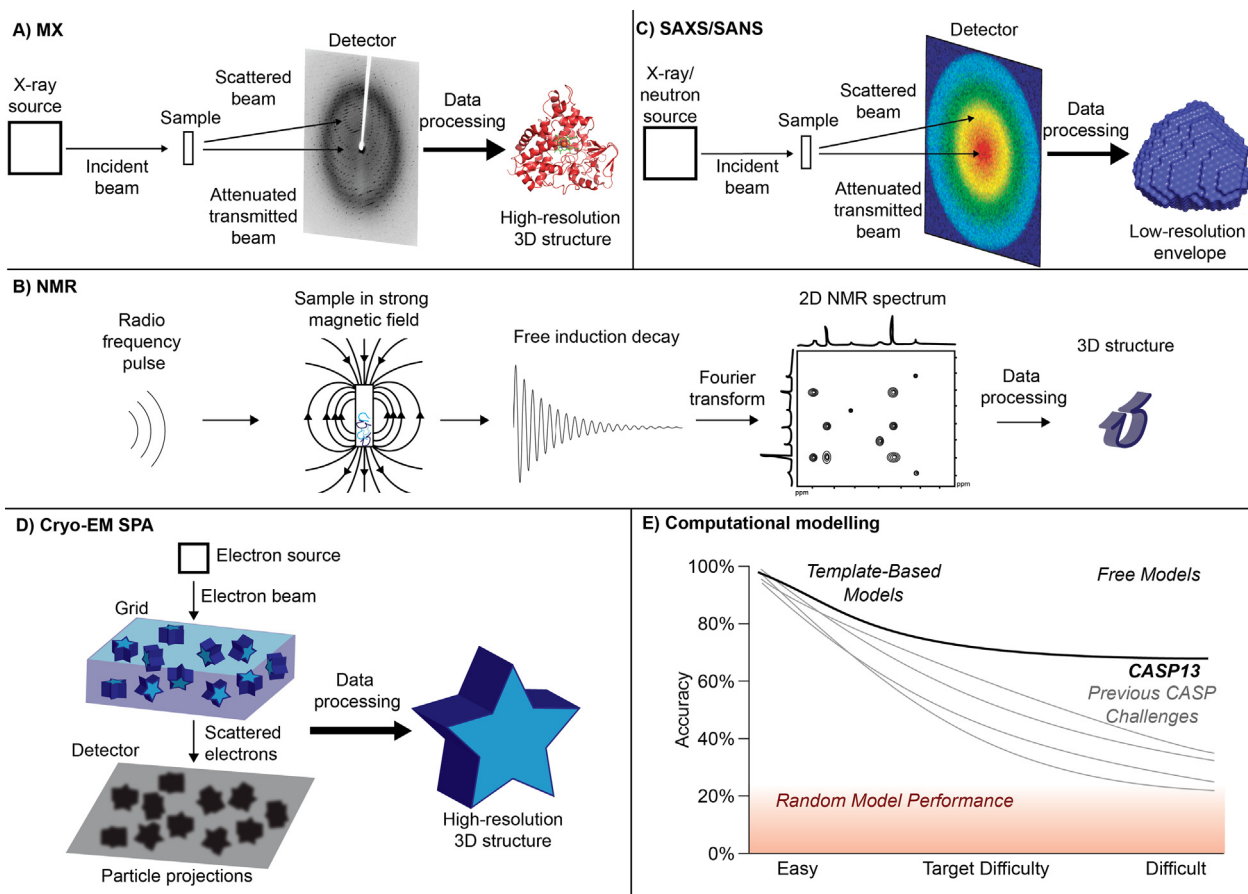 A) MX
X-ray
source
Incident
beam
Sample
Scattered
beam
Attenuated
transmitted
beam
Detector
Data
processing
High-resolution
3D structure
C) SAXS/SANS
X-ray/
neutron
source
Incident
beam
Sample
Scattered
beam
Attenuated
transmitted
beam
Detector
Data
processing
Low-resolution
envelope
B) NMR
Radio
frequency
pulse
Sample in strong
magnetic field
Free induction decay
Fourier
transform
2D NMR spectrum
ppm
ppm
Data
processing
3D structure
D) Cryo-EM SPA
Electron source
Electron beam
Grid
Scattered
electrons
Detector
Particle projections
Data
processing
High-resolution
3D structure
E) Computational modelling
Accuracy
100%
80%
60%
40%
20%
0%
Template-Based
Models
Free Models
CASP13
Previous CASP
Challenges
Random Model Performance
Easy
Target Difficulty
Difficult